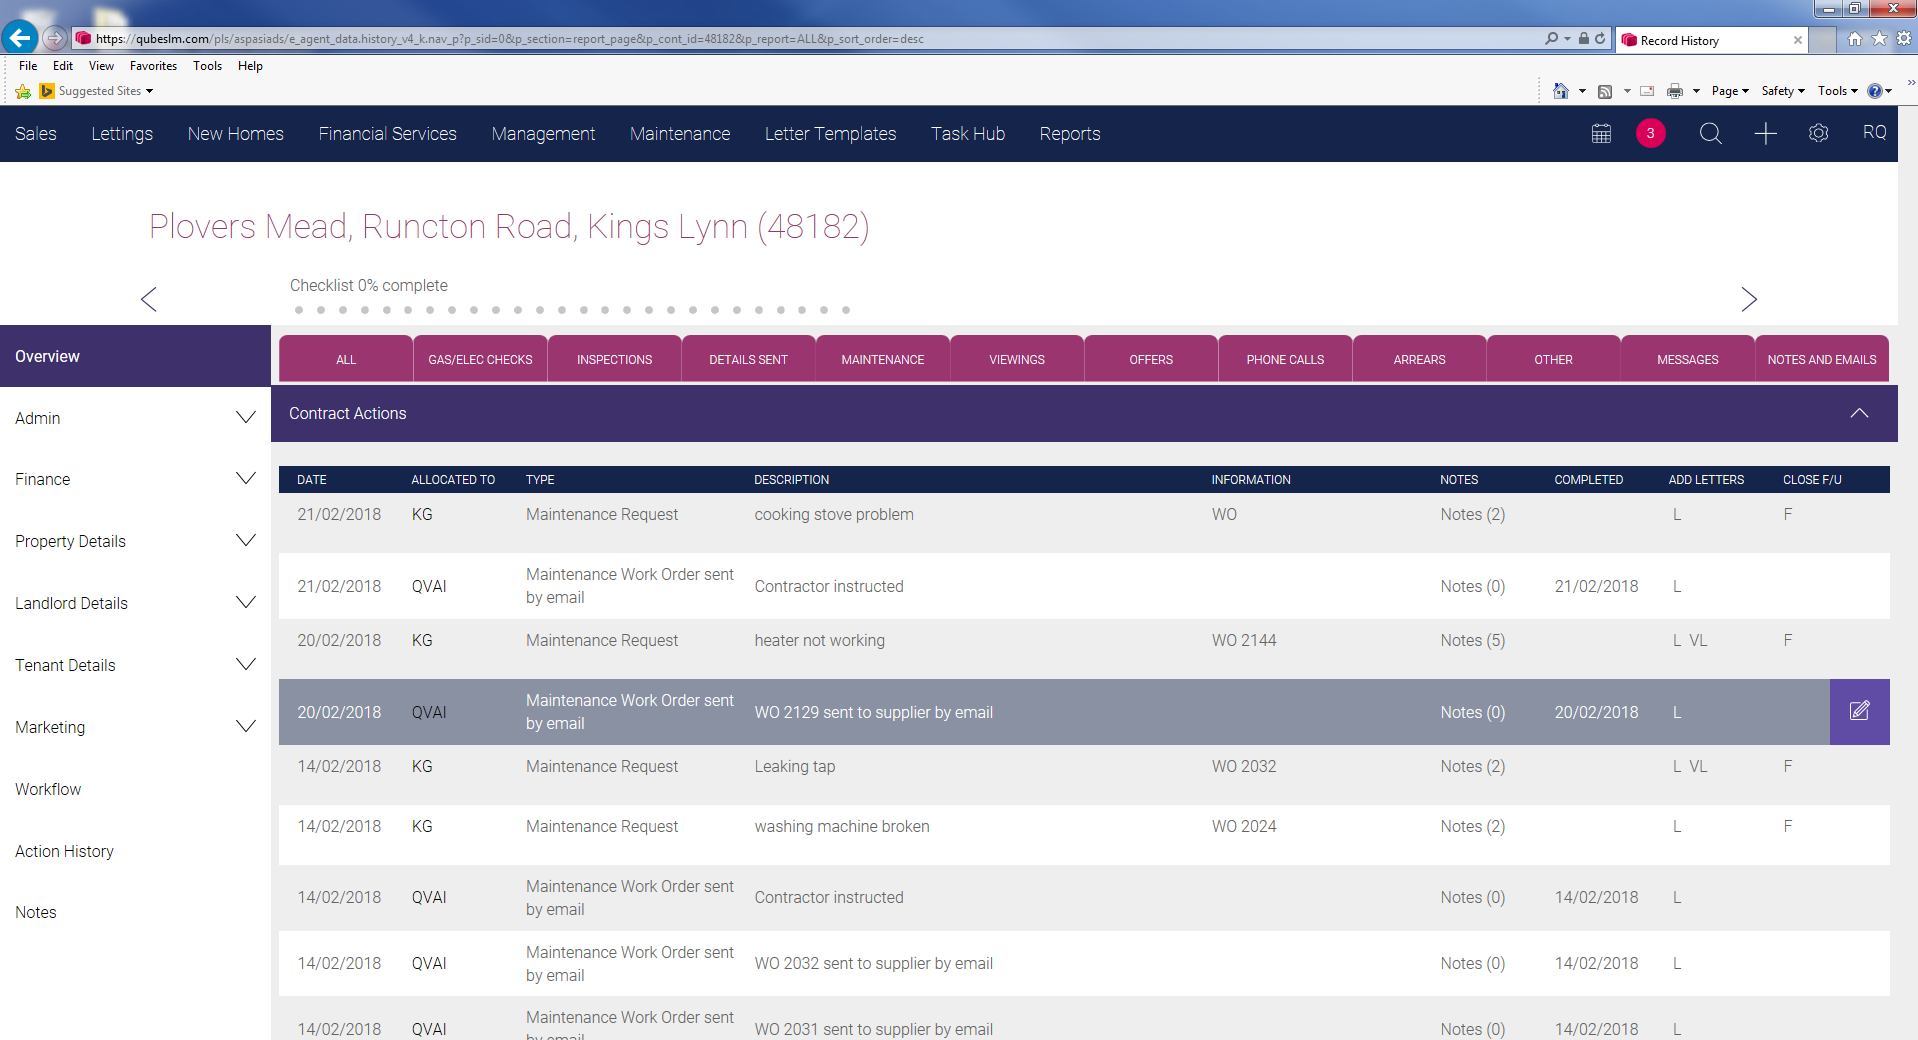 https://qubeslm.com/pls/aspasiads/e_agent_data.history_v4_k.nav_p?p_sid=0&p_section=report_page&p_cont_id=48182&p_report=ALL&p_sort_order=desc
Record History
File Edit View Favorites Tools Help
Suggested Sites
Page Safety Tools
Sales Lettings New Homes Financial Services Management Maintenance Letter Templates Task Hub Reports 3 RQ
Plovers Mead, Runcton Road, Kings Lynn (48182)
Checklist 0% complete
Overview
Admin
Finance
Property Details
Landlord Details
Tenant Details
Marketing
Workflow
Action History
Notes
ALL GAS/ELEC CHECKS INSPECTIONS DETAILS SENT MAINTENANCE VIEWINGS OFFERS PHONE CALLS ARREARS OTHER MESSAGES NOTES AND EMAILS
Contract Actions
DATE ALLOCATED TO TYPE DESCRIPTION INFORMATION NOTES COMPLETED ADD LETTERS CLOSE F/U
21/02/2018 KG Maintenance Request cooking stove problem WO Notes (2) L F
21/02/2018 QVAI Maintenance Work Order sent Contractor instructed Notes (0) 21/02/2018 L
by email
20/02/2018 KG Maintenance Request heater not working WO 2144 Notes (5) L VL F
20/02/2018 QVAI Maintenance Work Order sent WO 2129 sent to supplier by email Notes (0) 20/02/2018 L
by email
14/02/2018 KG Maintenance Request Leaking tap WO 2032 Notes (2) L VL F
14/02/2018 KG Maintenance Request washing machine broken WO 2024 Notes (2) L F
14/02/2018 QVAI Maintenance Work Order sent Contractor instructed Notes (0) 14/02/2018 L
by email
14/02/2018 QVAI Maintenance Work Order sent WO 2032 sent to supplier by email Notes (0) 14/02/2018 L
by email
14/02/2018 QVAI Maintenance Work Order sent WO 2031 sent to supplier by email Notes (0) 14/02/2018 L
by email